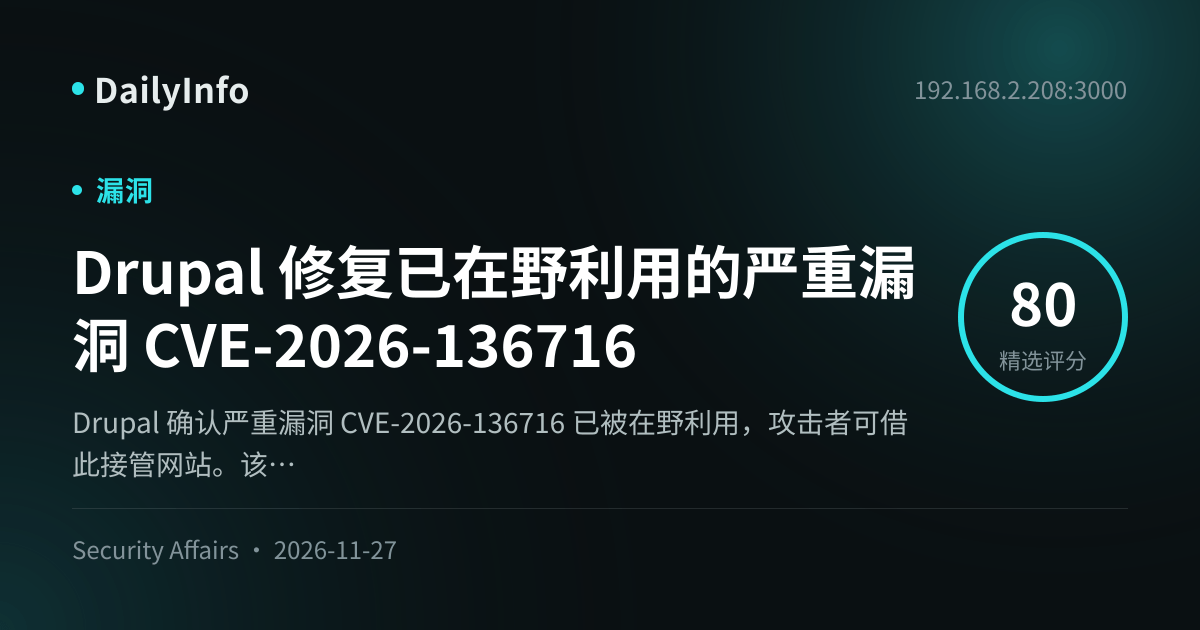 DailyInfo
192.168.2.208:3000
漏洞
Drupal 修复已在野利用的严重漏
洞 CVE-2026-136716
80
精选评分
Drupal 确认严重漏洞 CVE-2026-136716 已被在野利用，攻击者可借
此接管网站。该…
Security Affairs · 2026-11-27